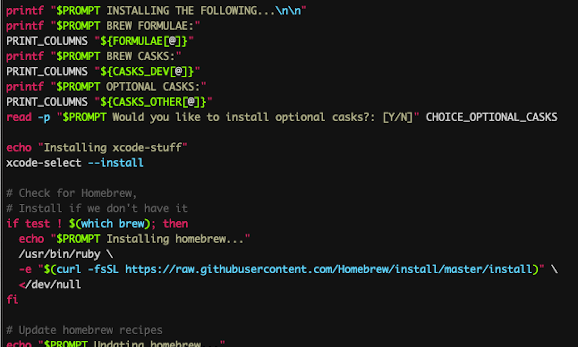 printf "$PROMPT INSTALLING THE FOLLOWING...\n\n"
printf "$PROMPT BREW FORMULAE:"
PRINT_COLUMNS "${FORMULAE[@]}"
printf "$PROMPT BREW CASKS:"
PRINT_COLUMNS "${CASKS_DEV[@]}"
printf "$PROMPT OPTIONAL CASKS:"
PRINT_COLUMNS "${CASKS_OTHER[@]}"
read -p "$PROMPT Would you like to install optional casks?: [Y/N]" CHOICE_OPTIONAL_CASKS

echo "Installing xcode-stuff"
xcode-select --install

# Check for Homebrew,
# Install if we don't have it
if test ! $(which brew); then
  echo "$PROMPT Installing homebrew..."
  /usr/bin/ruby \
  -e "$(curl -fsSL https://raw.githubusercontent.com/Homebrew/install/master/install)" \
  </dev/null
fi

# Update homebrew recipes
echo "$PROMPT Updating homebrew..."